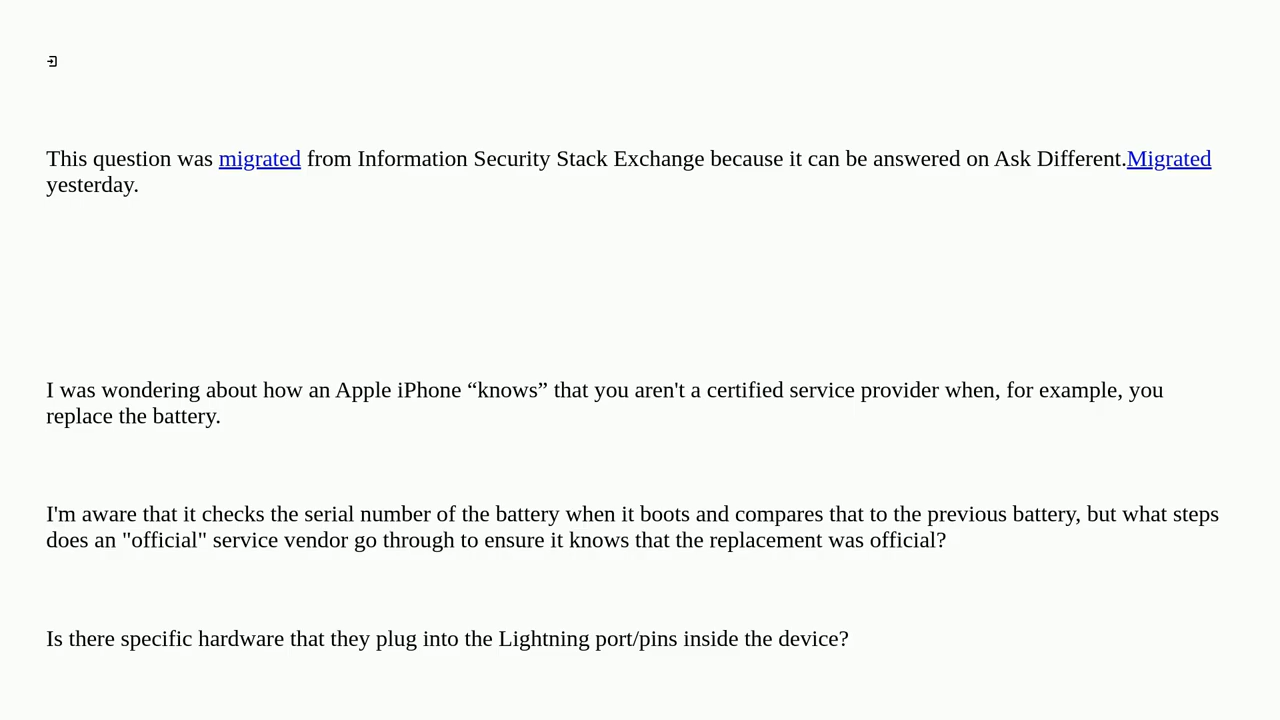 This question was migrated from Information Security Stack Exchange because it can be answered on Ask Different.Migrated
yesterday.
I was wondering about how an Apple iPhone “knows” that you aren't a certified service provider when, for example, you
replace the battery.
I'm aware that it checks the serial number of the battery when it boots and compares that to the previous battery, but what steps
does an "official" service vendor go through to ensure it knows that the replacement was official?
Is there specific hardware that they plug into the Lightning port/pins inside the device?